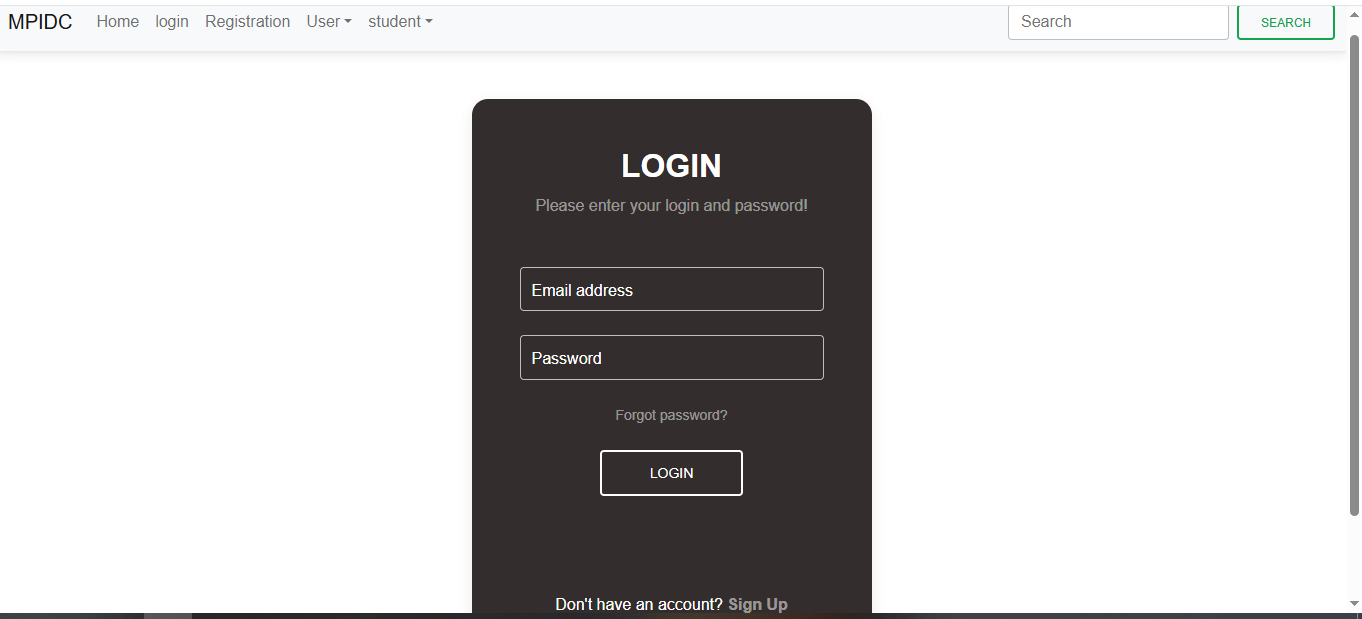 MPIDC Home login Registration User student Search SEARCH
LOGIN
Please enter your login and password!
Email address
Password
Forgot password?
LOGIN
Don't have an account? Sign Up